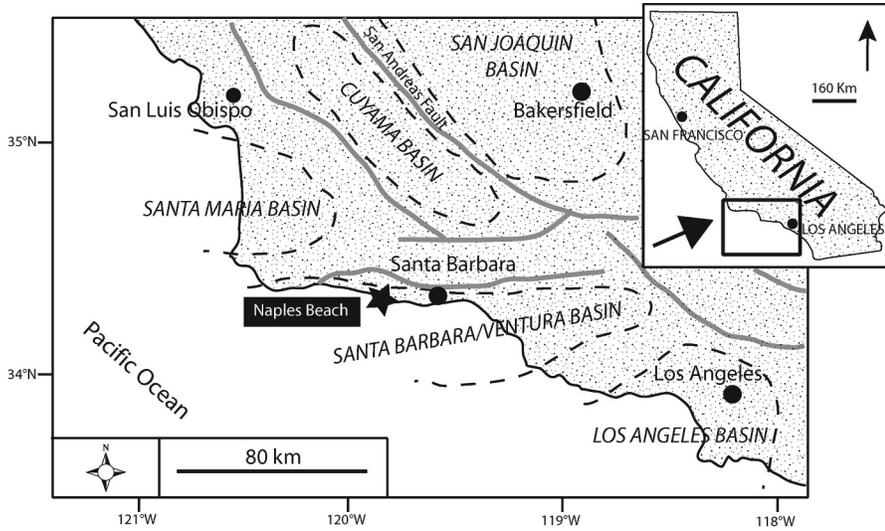 SAN JOAQUIN
BASIN
San Andreas Fault
San Luis Obispo
CUYAMA BASIN
Bakersfield
CALIFORNIA
160 Km
SAN FRANCISCO
LOS ANGELES
35°N
SANTA MARIA BASIN
Santa Barbara
Naples Beach
SANTA BARBARA/VENTURA BASIN
Pacific Ocean
34°N
Los Angeles
LOS ANGELES BASIN
N
80 km
121°W
120°W
119°W
118°W